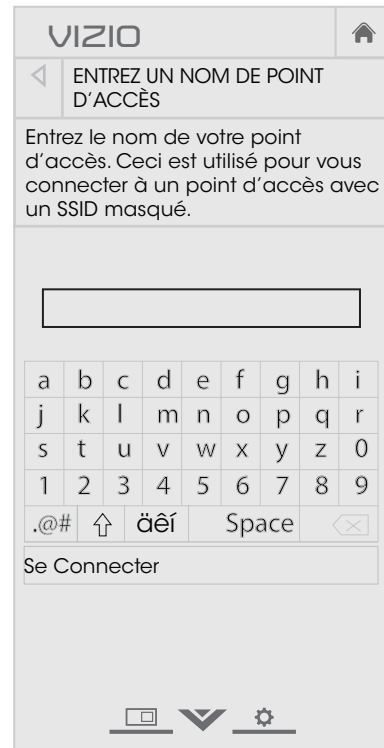 VIZIO
ENTREZ UN NOM DE POINT
D'ACCÈS
Entrez le nom de votre point
d'accès. Ceci est utilisé pour vous
connecter à un point d'accès avec
un SSID masqué.
a b c d e f g h i
j k l m n o p q r
s t u v w x y z 0
1 2 3 4 5 6 7 8 9
.@# äêí Space
Se Connecter